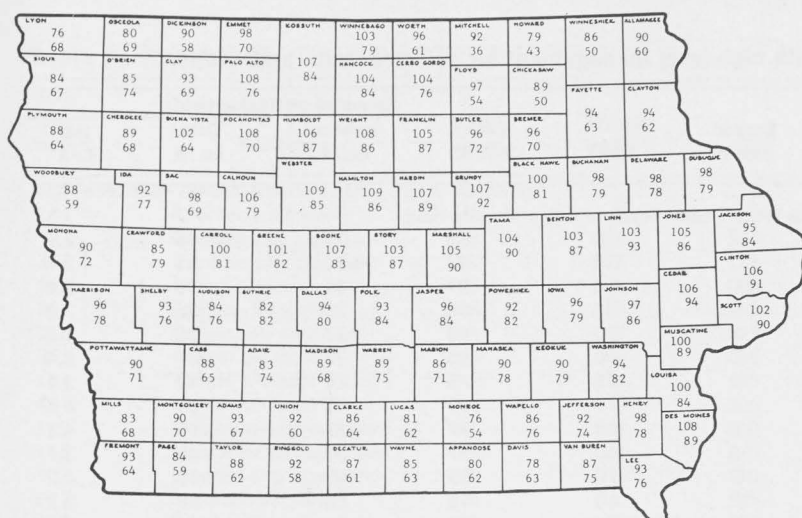 LYON OSCEOLA DICKINSON EMMET KOSSUTH WINNEBAGO WORTH MITCHELL HOWARD WINNESHIEK ALLAMAKEE
76 80 90 98 107 103 96 92 79 86 90
68 69 58 70 84 79 61 36 43 50 60
SIOUX O'BRIEN CLAY PALO ALTO HANCOCK CERRO GORDO FLOYD CHICKASAW
84 85 93 108 104 104 97 89
67 74 69 76 84 76 54 50
FAYETTE CLAYTON
94 94
63 62
PLYMOUTH CHEROKEE BUENA VISTA POCAHONTAS HUMBOLDT WRIGHT FRANKLIN BUTLER BREMER
88 89 102 108 106 108 105 96 96
64 68 64 70 87 86 87 72 70
WOODBURY IDA SAC CALHOUN WEBSTER HAMILTON HARDIN GRUNDY BLACK HAWK BUCHANAN DELAWARE DUBUQUE
88 92 98 106 109 109 107 107 100 98 98 98
59 77 69 79 85 86 89 92 81 79 78 79
MONONA CRAWFORD CARROLL GREENE BOONE STORY MARSHALL TAMA BENTON LINN JONES JACKSON
90 85 100 101 107 103 105 104 103 103 105 95
72 79 81 82 83 87 90 90 87 93 86 84
CEDAR CLINTON
106 106
94 91
HARRISON SHELBY AUDUBON GUTHRIE DALLAS POLK JASPER POWESHIEK IOWA JOHNSON SCOTT
96 93 84 82 94 93 96 92 96 97 102
78 76 76 82 80 84 84 82 79 86 90
MUSCATINE
100
89
POTTAWATTAMIE CASS ADAIR MADISON WARREN MARION MAHASKA KEOKUK WASHINGTON LOUISA
90 88 83 89 89 86 90 90 94 100
71 65 74 68 75 71 78 79 82 84
MILLS MONTGOMERY ADAMS UNION CLARKE LUCAS MONROE WAPELLO JEFFERSON HENRY DES MOINES
83 90 93 92 86 81 76 86 92 98 108
68 70 67 60 64 62 54 76 74 78 89
FREMONT PAGE TAYLOR RINGGOLD DECATUR WAYNE APPANOOSE DAVIS VAN BUREN LEE
93 84 88 92 87 85 80 78 87 93
64 59 62 58 61 63 62 63 75 76